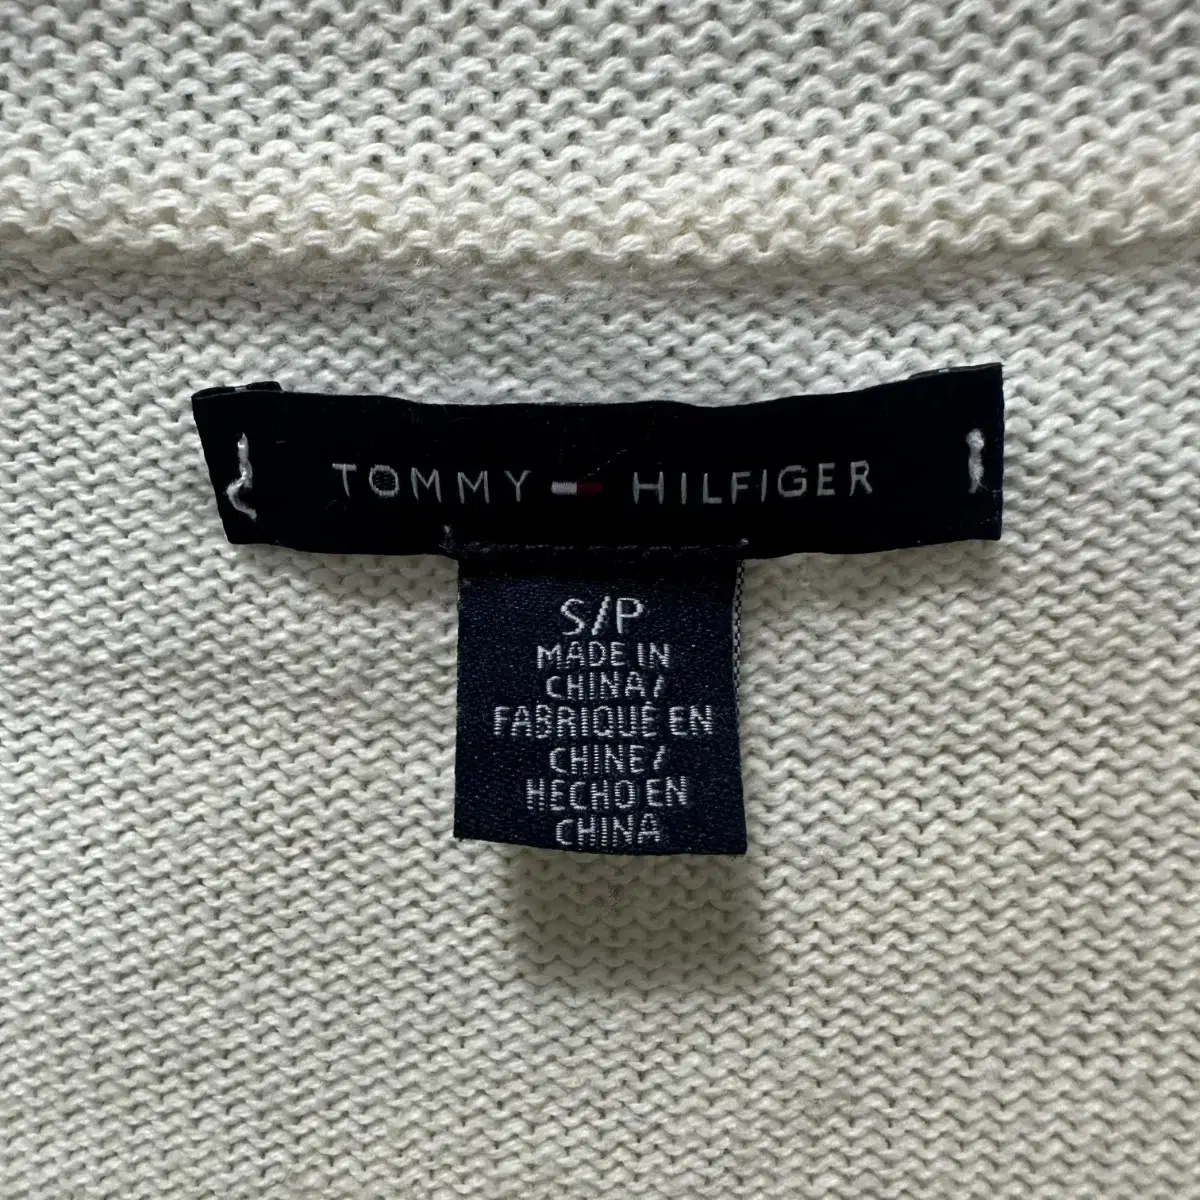 TOMMY HILFIGER
S/P
MADE IN
CHINA/
FABRIQUÉ EN
CHINE/
HECHO EN
CHINA